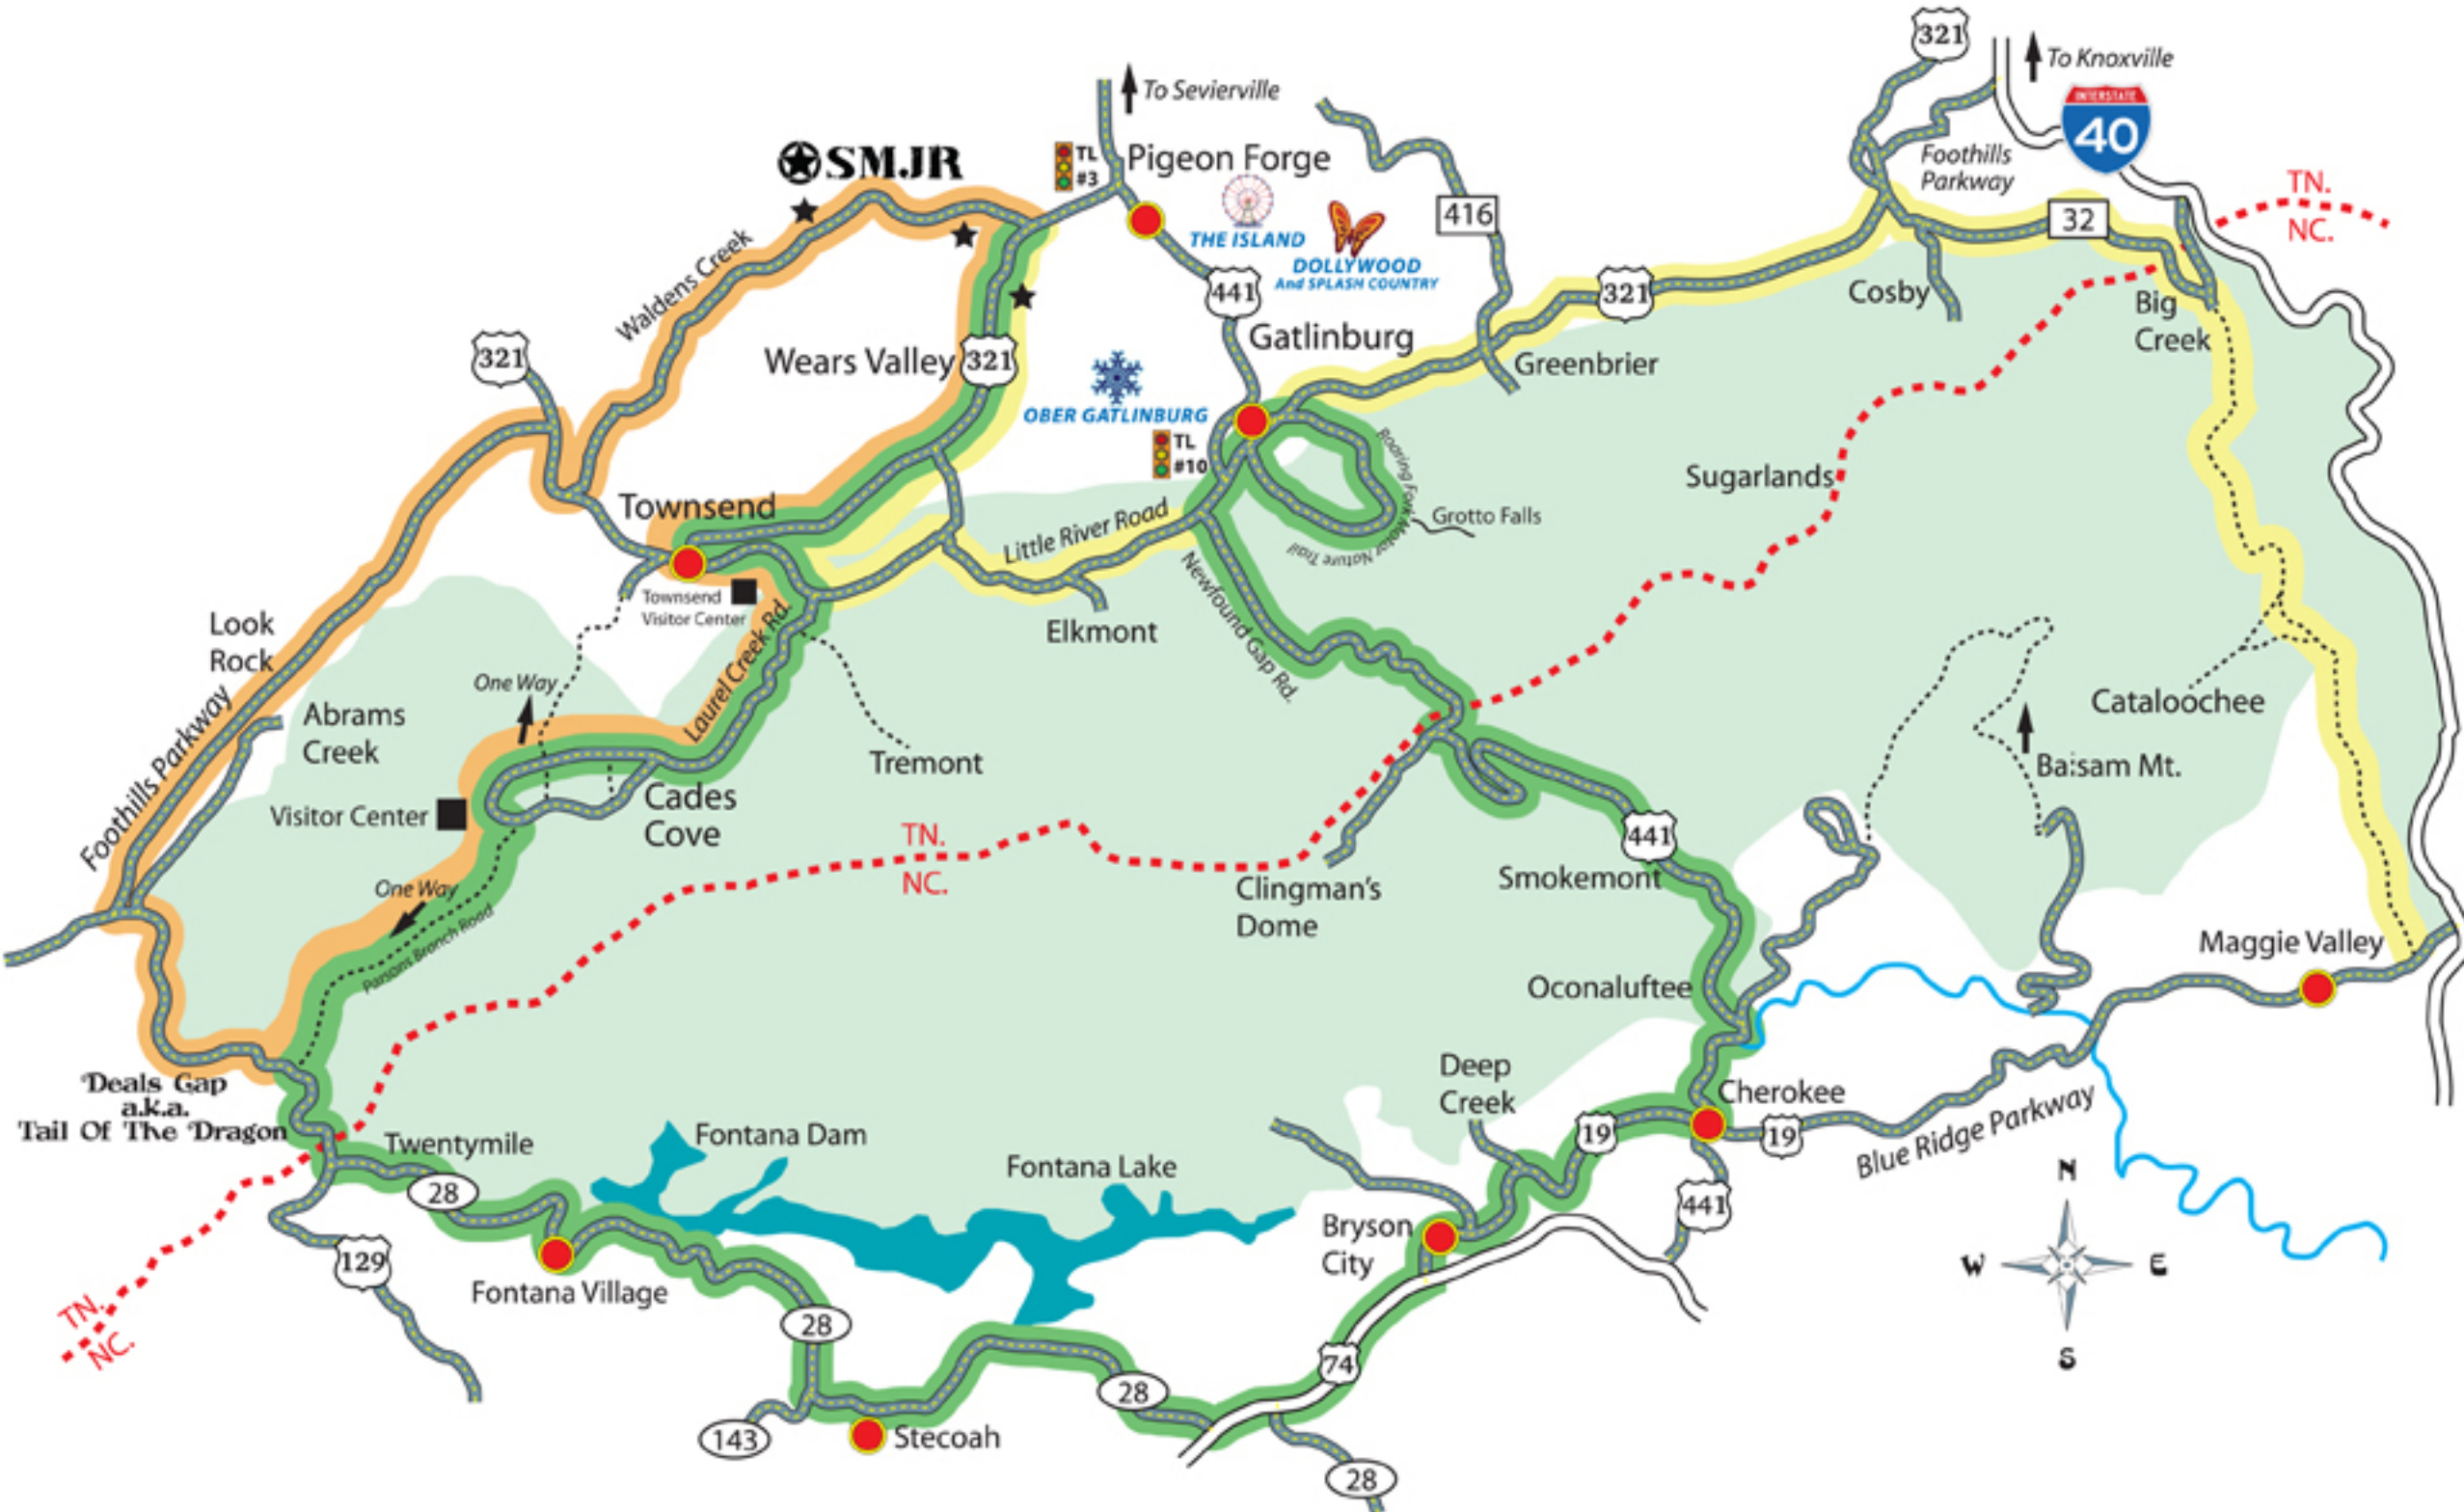 321
To Knoxville
INTERSTATE
40
To Sevierville
SMJR
TL
#3
Pigeon Forge
Foothills
Parkway
TN.
NC.
416
32
THE ISLAND
DOLLYWOOD
And SPLASH COUNTRY
Waldens Creek
441
321
Cosby
Big
Creek
Gatlinburg
321
Wears Valley
321
Greenbrier
OBER GATLINBURG
TL
#10
Roaring Fork Motor Nature Trail
Sugarlands
Townsend
Little River Road
Grotto Falls
Townsend
Visitor Center
Newfound Gap Rd.
Look
Rock
Elkmont
Laurel Creek Rd.
One Way
Cataloochee
Abrams
Creek
Foothills Parkway
Tremont
Balsam Mt.
Visitor Center
Cades
Cove
TN.
NC.
441
One Way
Clingman's
Dome
Smokemont
Parsons Branch Road
Maggie Valley
Oconaluftee
Deals Gap
a.k.a.
Tail Of The Dragon
Deep
Creek
Cherokee
Twentymile
Fontana Dam
19
19
Blue Ridge Parkway
Fontana Lake
28
N
441
Bryson
City
129
W
E
Fontana Village
TN.
NC.
28
74
S
28
143
Stecoah
28